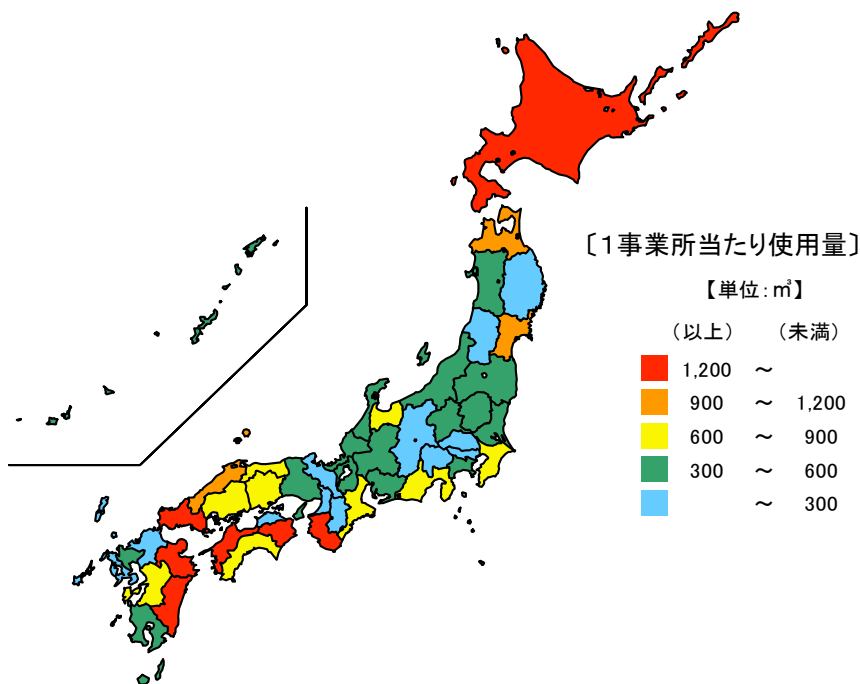 〔1事業所当たり使用量〕
【単位:㎥】
（以上） （未満）
1,200 ～
900 ～ 1,200
600 ～ 900
300 ～ 600
～ 300